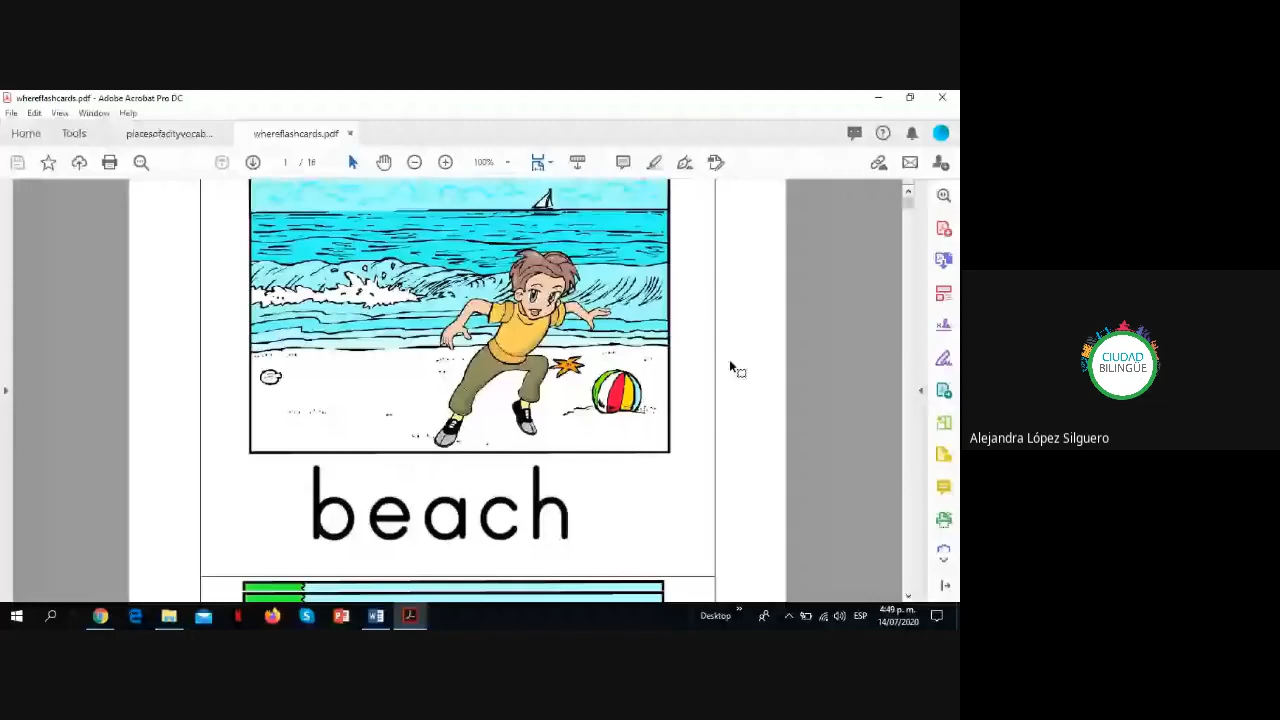 whereflashcards.pdf - Adobe Acrobat Pro DC
File Edit View Window Help
Home Tools placesofacityvocab... whereflashcards.pdf ×
1 / 18 100%
beach
CIUDAD
BILINGÜE
Alejandra López Silguero
Desktop » ESP 4:49 p. m.
14/07/2020